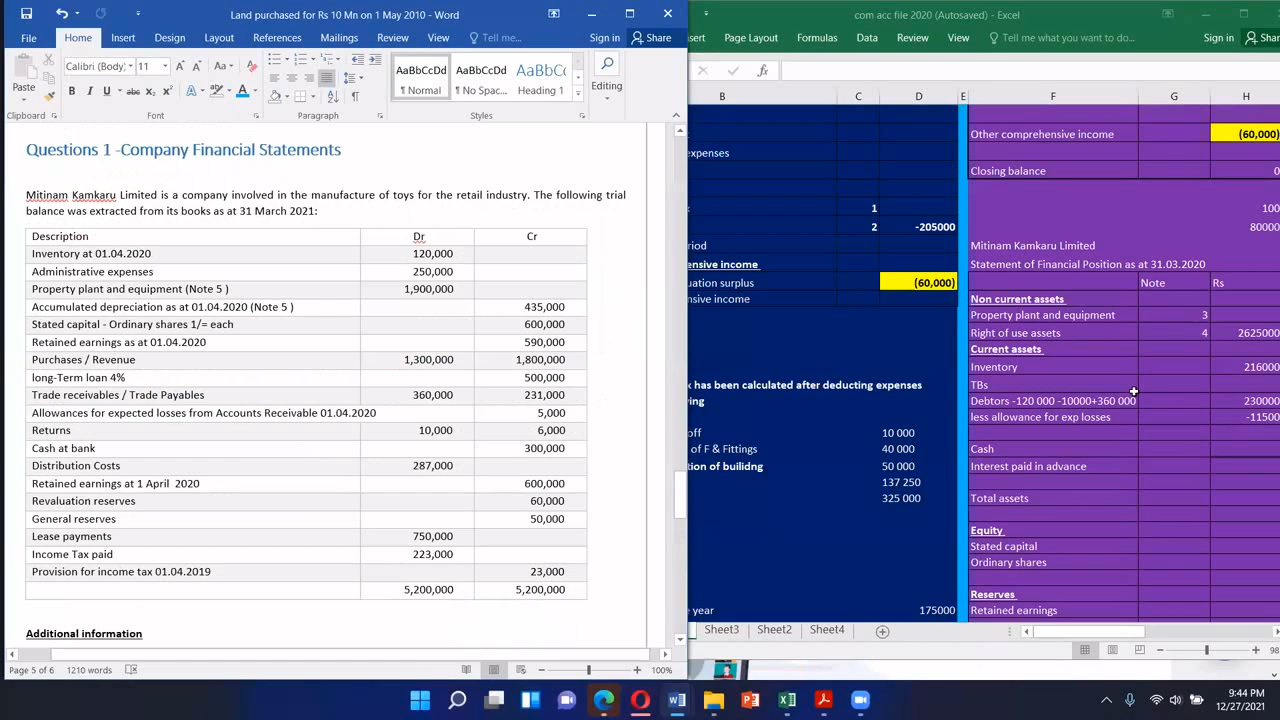 Land purchased for Rs 10 Mn on 1 May 2010 - Word
File Home Insert Design Layout References Mailings Review View Tell me... Sign in Share
Paste
Calibri (Body) 11
AaBbCcDd AaBbCcDd AaBbCc
¶ Normal ¶ No Spac... Heading 1
Editing
Clipboard Font Paragraph Styles
Questions 1 -Company Financial Statements
Mitinam Kamkaru Limited is a company involved in the manufacture of toys for the retail industry. The following trial
balance was extracted from its books as at 31 March 2021:
Description Dr Cr
Inventory at 01.04.2020 120,000
Administrative expenses 250,000
Property plant and equipment (Note 5 ) 1,900,000
Accumulated depreciation as at 01.04.2020 (Note 5 ) 435,000
Stated capital - Ordinary shares 1/= each 600,000
Retained earnings as at 01.04.2020 590,000
Purchases / Revenue 1,300,000 1,800,000
long-Term loan 4% 500,000
Trade receivables / Trade Payables 360,000 231,000
Allowances for expected losses from Accounts Receivable 01.04.2020 5,000
Returns 10,000 6,000
Cash at bank 300,000
Distribution Costs 287,000
Retained earnings at 1 April 2020 600,000
Revaluation reserves 60,000
General reserves 50,000
Lease payments 750,000
Income Tax paid 223,000
Provision for income tax 01.04.2019 23,000
5,200,000 5,200,000
Additional information
Page 5 of 6 1210 words 100%
com acc file 2020 (Autosaved) - Excel
sert Page Layout Formulas Data Review View Tell me what you want to do... Sign in Shar
fx
B C D E F G H
expenses
1
2 -205000
riod
ensive income
uation surplus (60,000)
ensive income
x has been calculated after deducting expenses
ving
off 10 000
of F & Fittings 40 000
tion of builidng 50 000
137 250
325 000
year 175000
Other comprehensive income (60,000)
Closing balance 0
100
80000
Mitinam Kamkaru Limited
Statement of Financial Position as at 31.03.2020
Note Rs
Non current assets
Property plant and equipment 3
Right of use assets 4 2625000
Current assets
Inventory 216000
TBs
Debtors -120 000 -10000+360 000 230000
less allowance for exp losses -11500
Cash
Interest paid in advance
Total assets
Equity
Stated capital
Ordinary shares
Reserves
Retained earnings
Sheet3 Sheet2 Sheet4
98
9:44 PM
12/27/2021